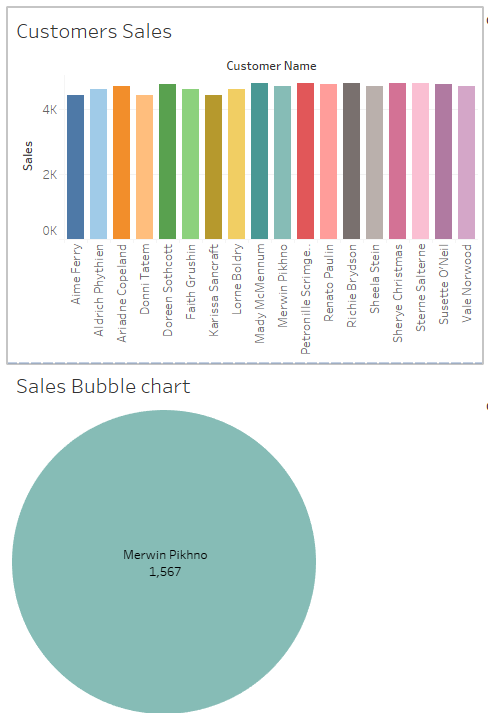 Customers Sales
Customer Name
Sales
4K
2K
0K
Aime Ferry
Aldrich Phythien
Ariadne Copeland
Donni Tatem
Doreen Sothcott
Faith Grushin
Karissa Sancraft
Lorne Boldry
Mady McMennum
Merwin Pikhno
Petronille Scrimge..
Renato Paulin
Richie Brydson
Sheela Stein
Sherye Christmas
Sterne Salterne
Susette O'Neil
Vale Norwood
Sales Bubble chart
Merwin Pikhno
1,567